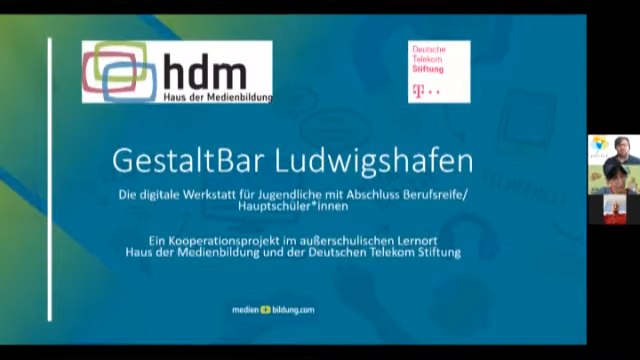 hdm
Haus der Medienbildung
Deutsche
Telekom
Stiftung
GestaltBar Ludwigshafen
Die digitale Werkstatt für Jugendliche mit Abschluss Berufsreife/
Hauptschüler*innen
Ein Kooperationsprojekt im außerschulischen Lernort
Haus der Medienbildung und der Deutschen Telekom Stiftung
medien+bildung.com